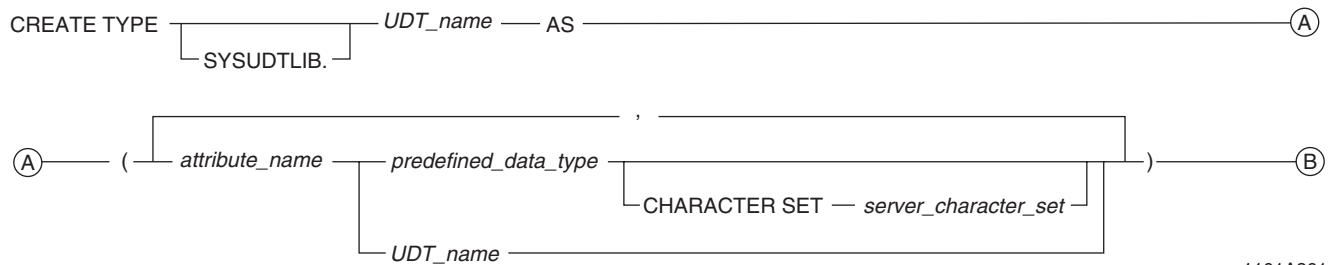 CREATE TYPE UDT_name AS A
SYSUDTLIB.
,
A ( attribute_name predefined_data_type ) B
CHARACTER SET server_character_set
UDT_name